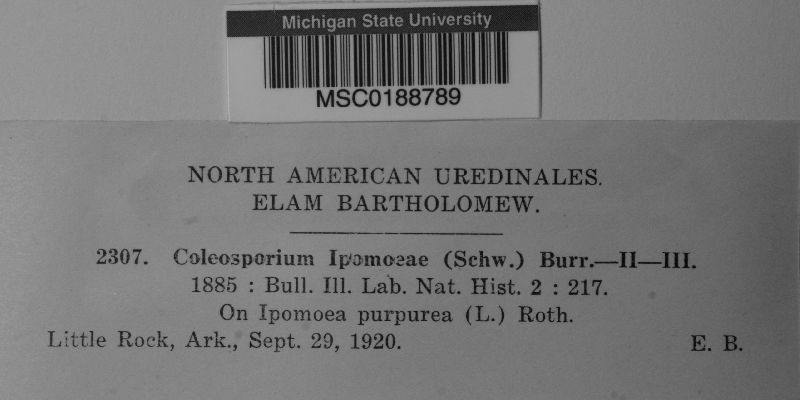 Michigan State University
MSC0188789
NORTH AMERICAN UREDINALES.
ELAM BARTHOLOMEW.
2307. Coleosporium Ipomoeae (Schw.) Burr.—II—III.
1885 : Bull. Ill. Lab. Nat. Hist. 2 : 217.
On Ipomoea purpurea (L.) Roth.
Little Rock, Ark., Sept. 29, 1920. E. B.